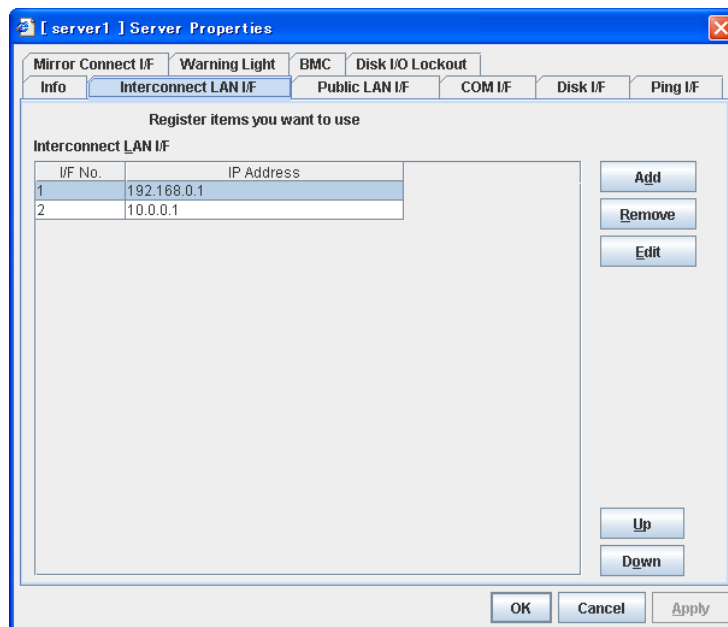 [ server1 ] Server Properties
Mirror Connect I/F Warning Light BMC Disk I/O Lockout
Info Interconnect LAN I/F Public LAN I/F COM I/F Disk I/F Ping I/F
Register items you want to use
Interconnect LAN I/F
I/F No. IP Address
1 192.168.0.1
2 10.0.0.1
Add
Remove
Edit
Up
Down
OK Cancel Apply